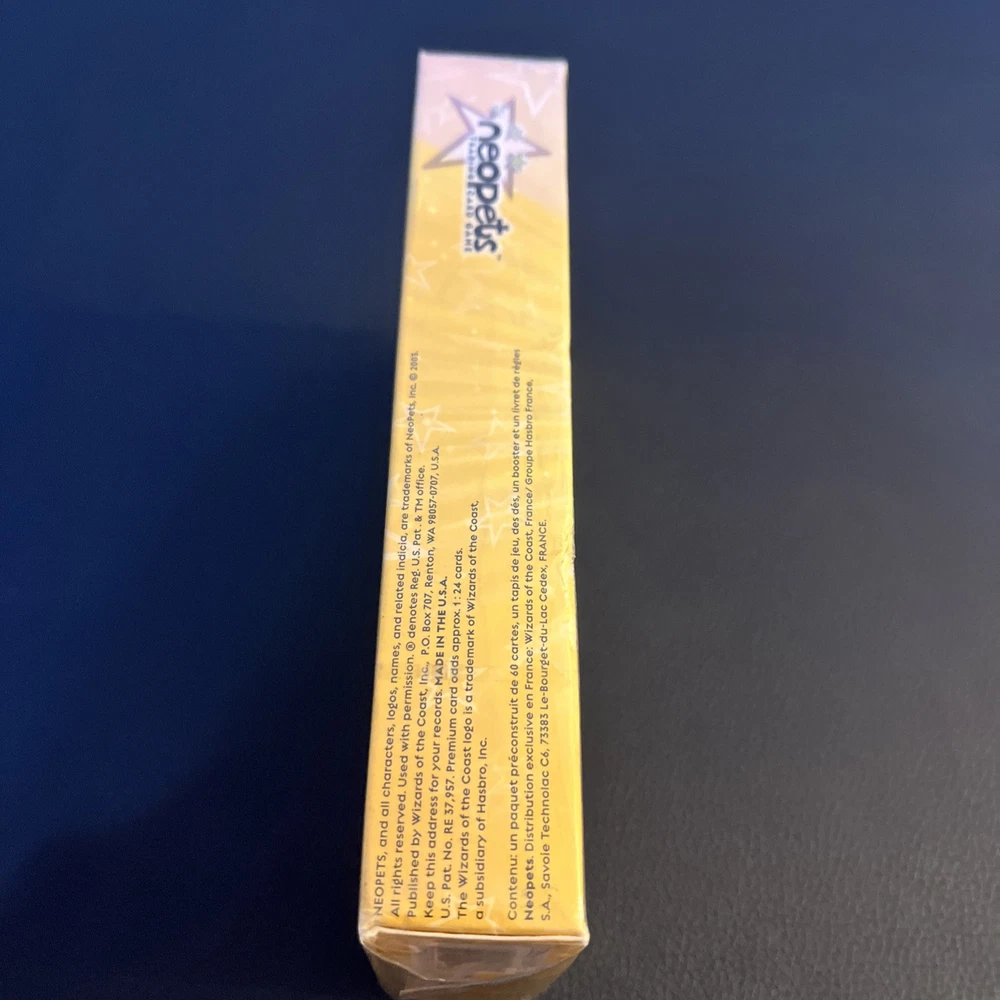 neopets™
TRADING CARD GAME
NEOPETS, and all characters, logos, names, and related indicia, are trademarks of NeoPets, Inc. © 2003.
All rights reserved. Used with permission. ® denotes Reg. U.S. Pat. & TM office.
Published by Wizards of the Coast, Inc., P.O. Box 707, Renton, WA 98057-0707, U.S.A.
Keep this address for your records. MADE IN THE U.S.A.
U.S. Pat. No. RE 37,957. Premium card odds approx. 1:24 cards.
The Wizards of the Coast logo is a trademark of Wizards of the Coast,
a subsidiary of Hasbro, Inc.
Contenu: un paquet préconstruit de 60 cartes, un tapis de jeu, des dés, un booster et un livret de règles
Neopets. Distribution exclusive en France: Wizards of the Coast, France/ Groupe Hasbro France,
S.A., Savoie Technolac C6, 73383 Le-Bourget-du-Lac Cedex, FRANCE.